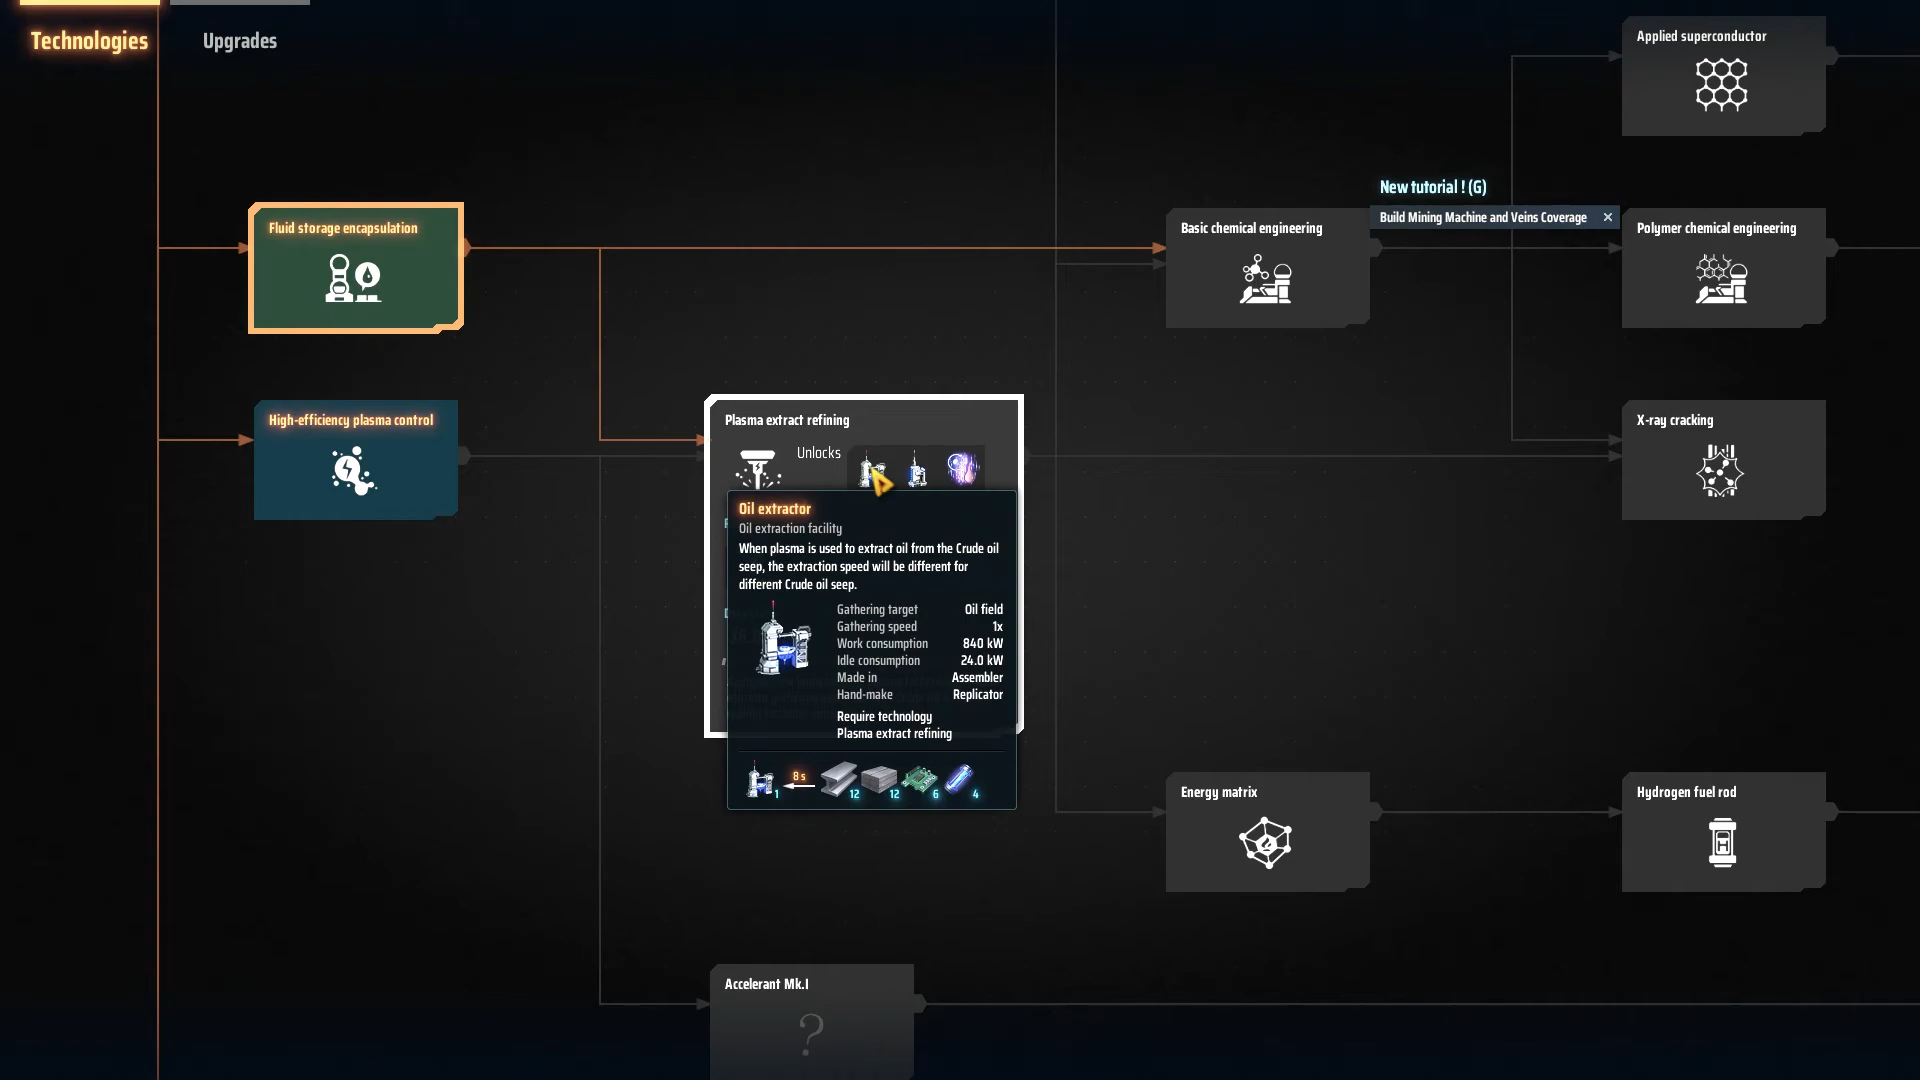 Technologies
Upgrades
Applied superconductor
New tutorial ! (G)
Build Mining Machine and Veins Coverage
Fluid storage encapsulation
Basic chemical engineering
Polymer chemical engineering
High-efficiency plasma control
Plasma extract refining
Unlocks
X-ray cracking
Oil extractor
Oil extraction facility
When plasma is used to extract oil from the Crude oil
seep, the extraction speed will be different for
different Crude oil seep.
Gathering target Oil field
Gathering speed 1x
Work consumption 840 kW
Idle consumption 24.0 kW
Made in Assembler
Hand-make Replicator
Require technology
Plasma extract refining
1 8 s 12 12 6 4
Energy matrix
Hydrogen fuel rod
Accelerant Mk.I
?